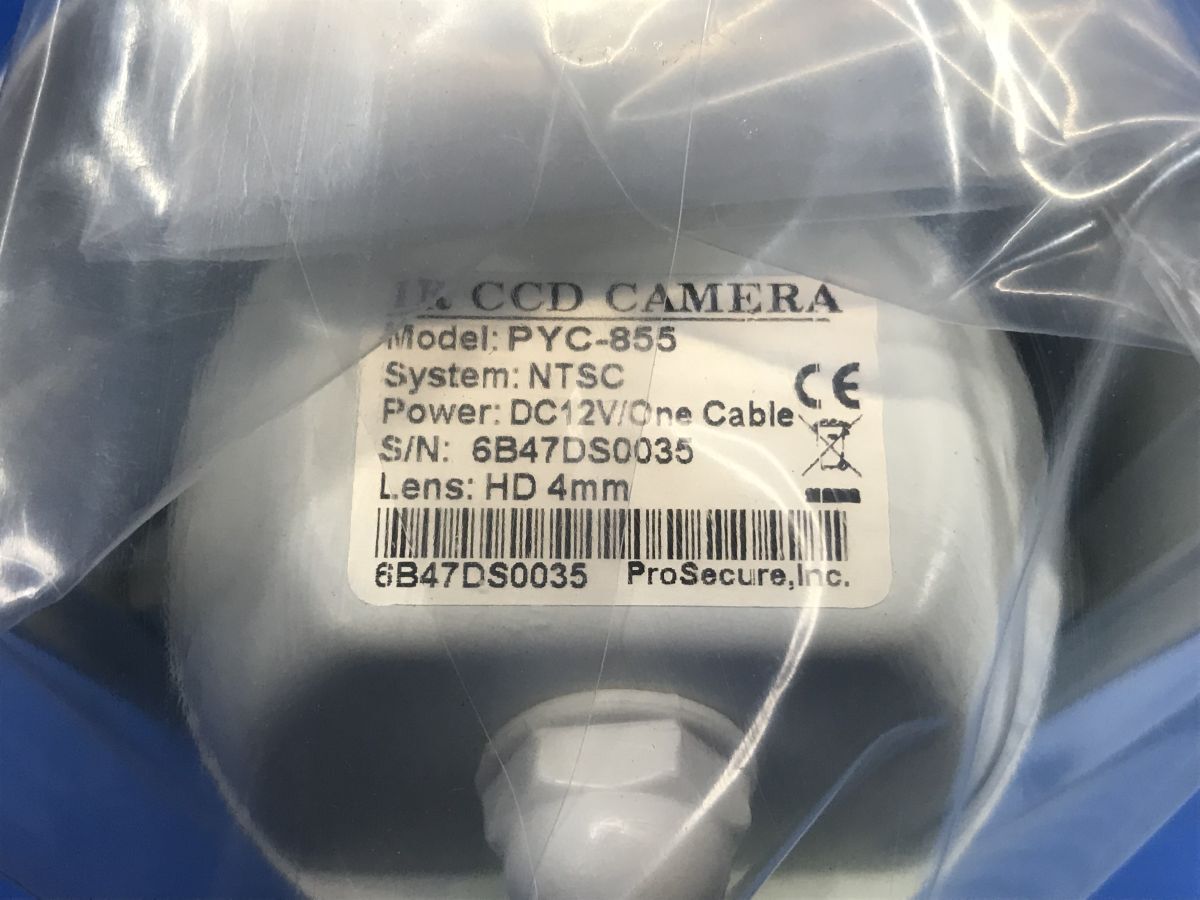 IR CCD CAMERA
Model: PYC-855
System: NTSC
CE
Power: DC12V/One Cable
S/N: 6B47DS0035
Lens: HD 4mm
6B47DS0035 ProSecure,Inc.